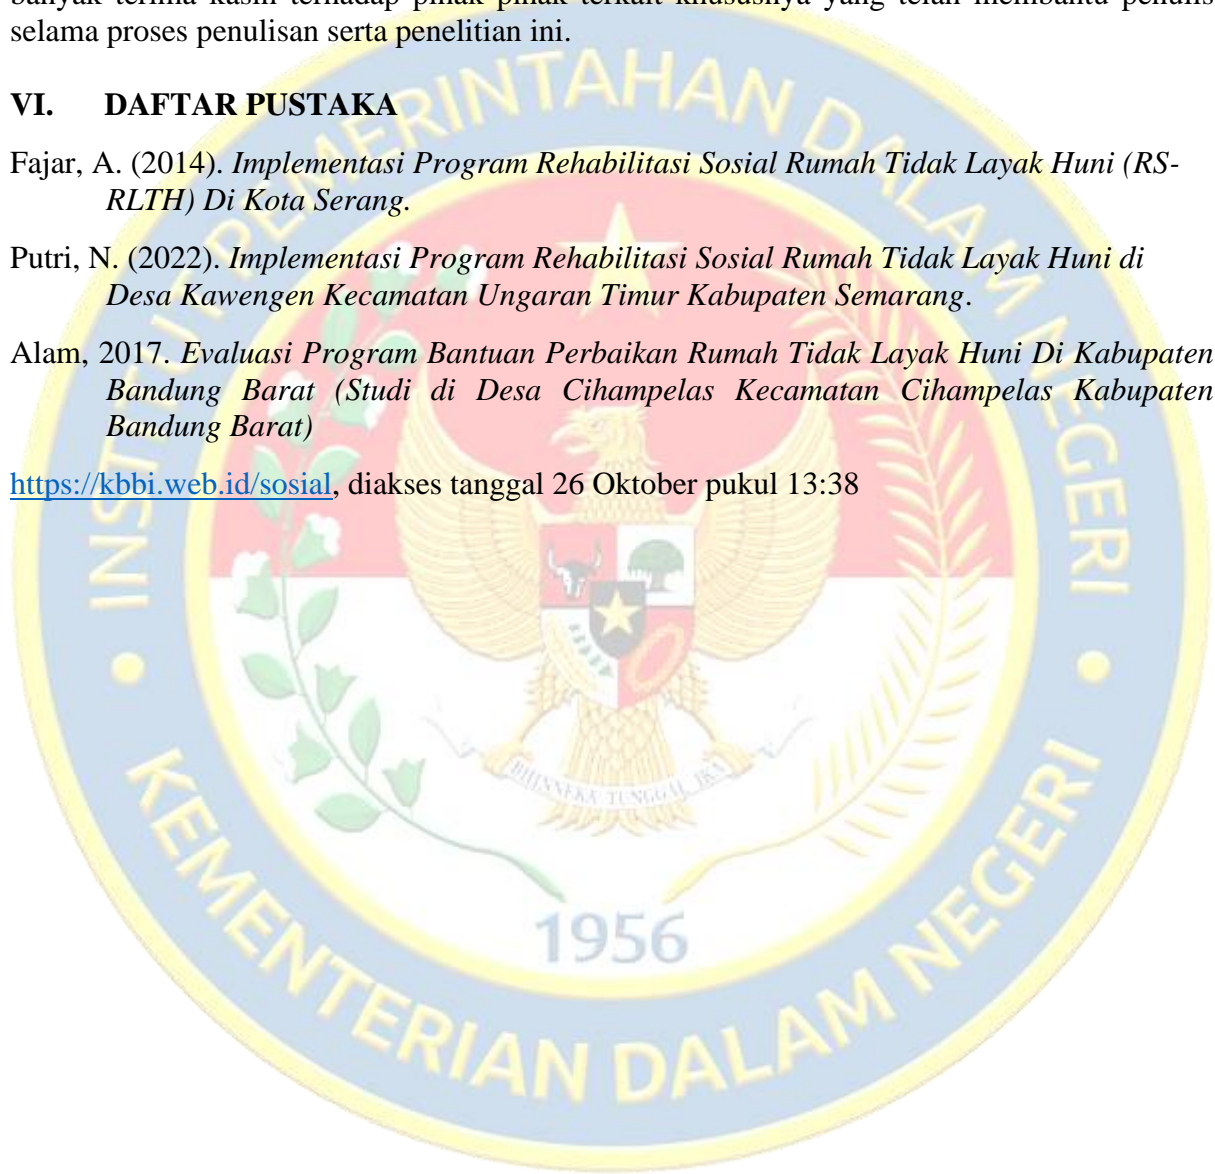 banyak terima kasih terhadap pihak-pihak terkait khususnya yang telah membantu penulis
selama proses penulisan serta penelitian ini.
VI. DAFTAR PUSTAKA
Fajar, A. (2014). Implementasi Program Rehabilitasi Sosial Rumah Tidak Layak Huni (RS-
RLTH) Di Kota Serang.
Putri, N. (2022). Implementasi Program Rehabilitasi Sosial Rumah Tidak Layak Huni di
Desa Kawengen Kecamatan Ungaran Timur Kabupaten Semarang.
Alam, 2017. Evaluasi Program Bantuan Perbaikan Rumah Tidak Layak Huni Di Kabupaten
Bandung Barat (Studi di Desa Cihampelas Kecamatan Cihampelas Kabupaten
Bandung Barat)
https://kbbi.web.id/sosial, diakses tanggal 26 Oktober pukul 13:38
INSTITUT PEMERINTAHAN DALAM NEGERI
BHINNEKA TUNGGAL IKA
1956
KEMENTERIAN DALAM NEGERI